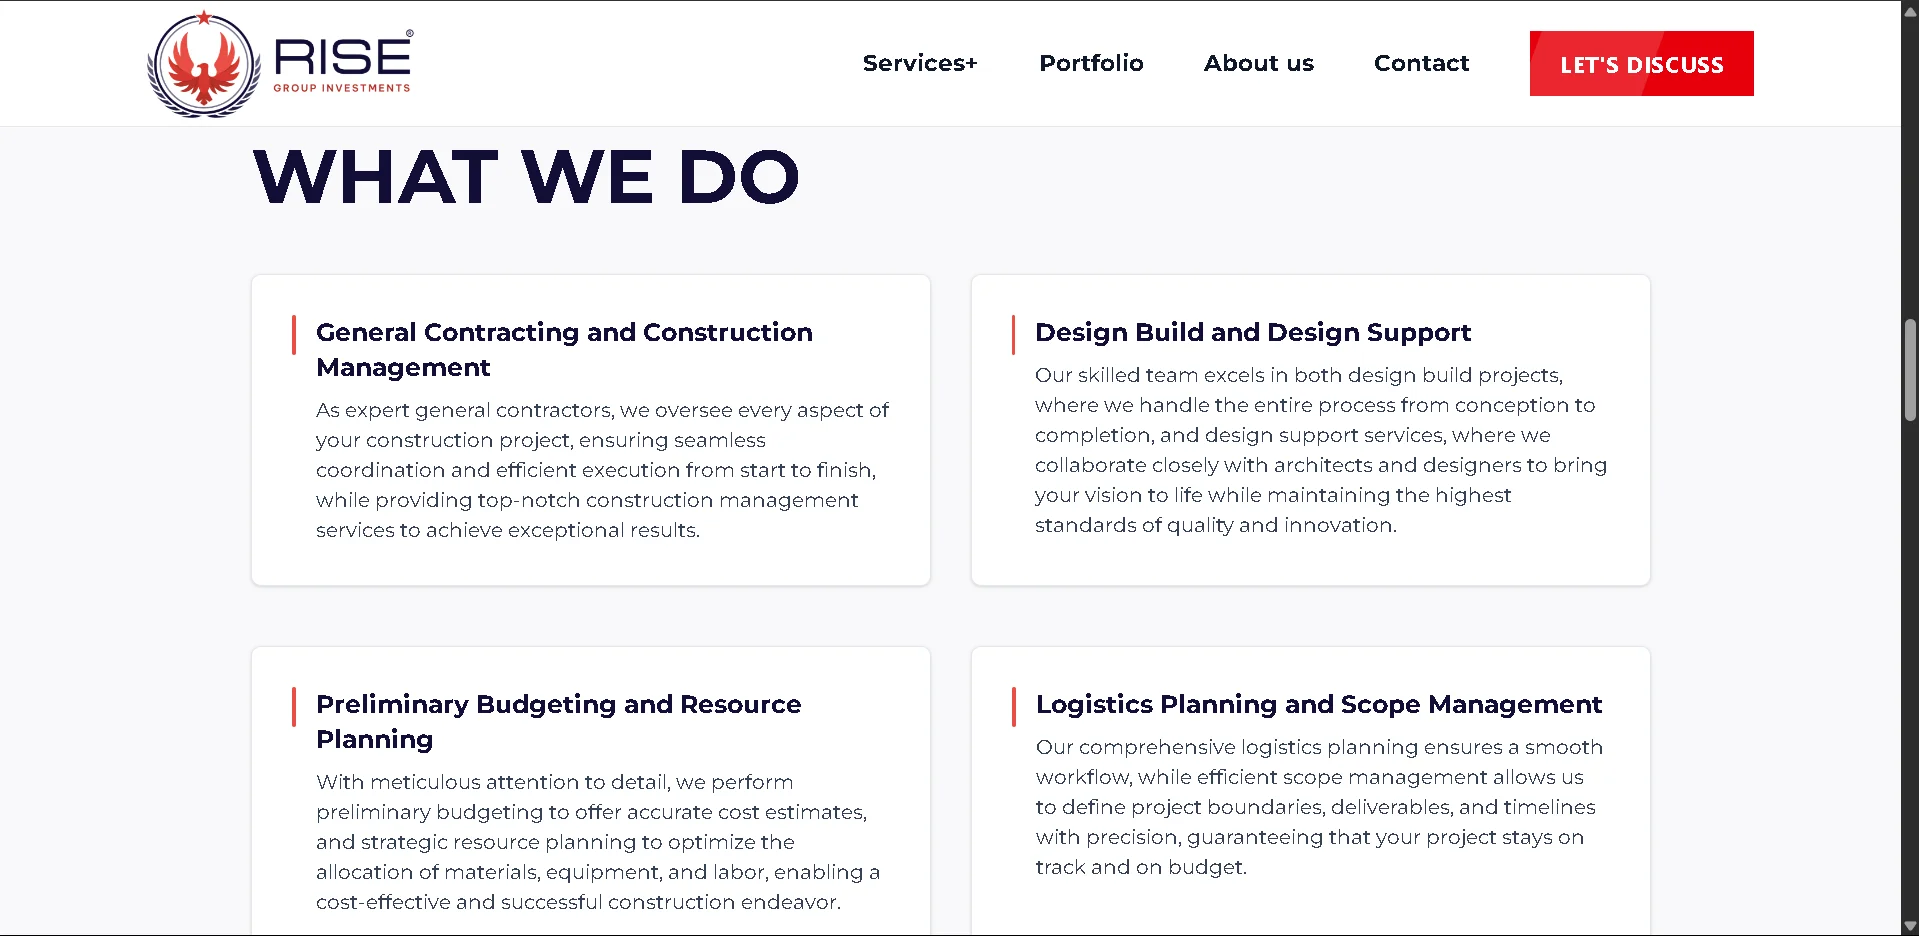 RISE®
GROUP INVESTMENTS
Services+
Portfolio
About us
Contact
LET'S DISCUSS
WHAT WE DO
General Contracting and Construction
Management
As expert general contractors, we oversee every aspect of
your construction project, ensuring seamless
coordination and efficient execution from start to finish,
while providing top-notch construction management
services to achieve exceptional results.
Design Build and Design Support
Our skilled team excels in both design build projects,
where we handle the entire process from conception to
completion, and design support services, where we
collaborate closely with architects and designers to bring
your vision to life while maintaining the highest
standards of quality and innovation.
Preliminary Budgeting and Resource
Planning
With meticulous attention to detail, we perform
preliminary budgeting to offer accurate cost estimates,
and strategic resource planning to optimize the
allocation of materials, equipment, and labor, enabling a
cost-effective and successful construction endeavor.
Logistics Planning and Scope Management
Our comprehensive logistics planning ensures a smooth
workflow, while efficient scope management allows us
to define project boundaries, deliverables, and timelines
with precision, guaranteeing that your project stays on
track and on budget.